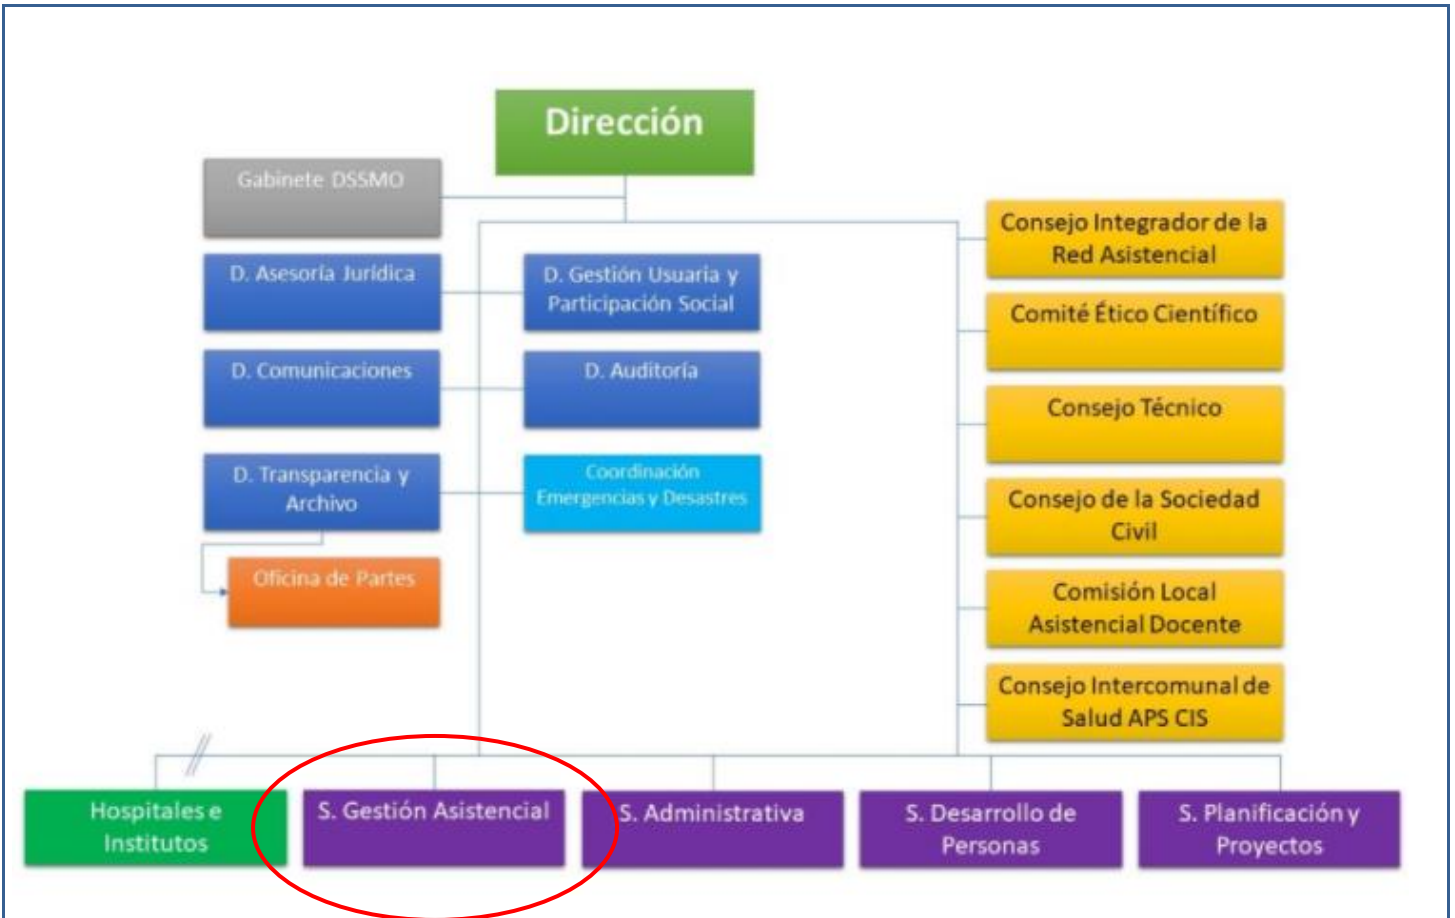 Dirección
Gabinete DSSMO
D. Asesoría Jurídica
D. Gestión Usuaria y
Participación Social
D. Comunicaciones
D. Auditoría
D. Transparencia y
Archivo
Coordinación
Emergencias y Desastres
Oficina de Partes
Consejo Integrador de la
Red Asistencial
Comité Ético Científico
Consejo Técnico
Consejo de la Sociedad
Civil
Comisión Local
Asistencial Docente
Consejo Intercomunal de
Salud APS CIS
Hospitales e
Institutos
S. Gestión Asistencial
S. Administrativa
S. Desarrollo de
Personas
S. Planificación y
Proyectos